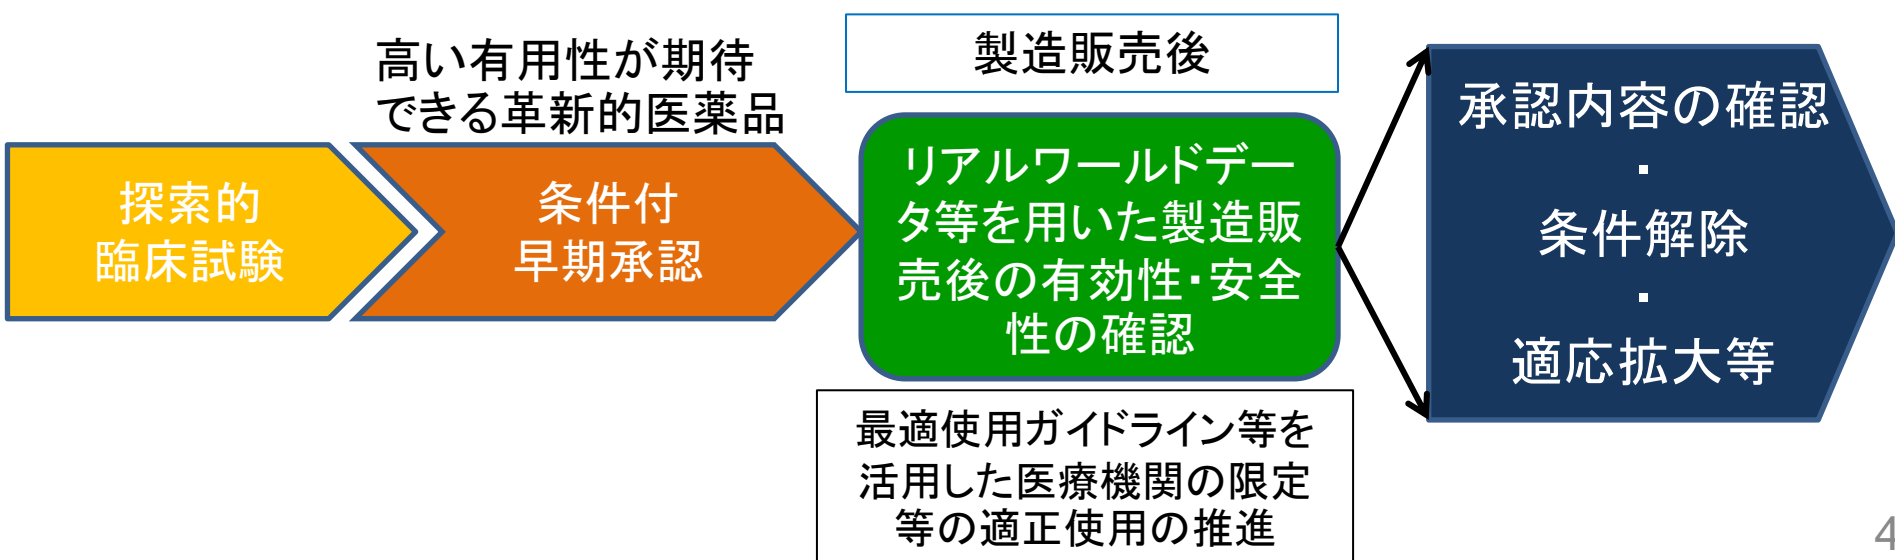 高い有用性が期待
できる革新的医薬品
探索的
臨床試験
条件付
早期承認
製造販売後
リアルワールドデー
タ等を用いた製造販
売後の有効性・安全
性の確認
最適使用ガイドライン等を
活用した医療機関の限定
等の適正使用の推進
承認内容の確認
・
条件解除
・
適応拡大等
4